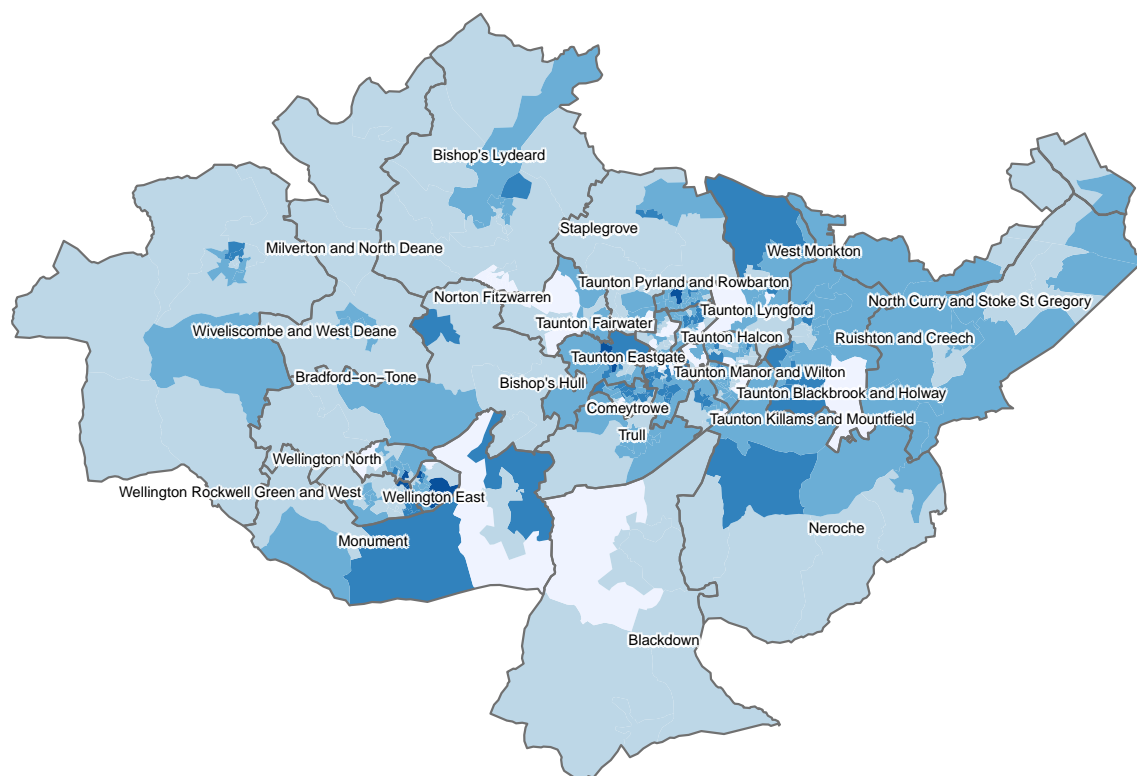 Bishop's Lydeard
Staplegrove
Milverton and North Deane
West Monkton
Taunton Pyrland and Rowbarton
Norton Fitzwarren
North Curry and Stoke St Gregory
Taunton Lyngford
Taunton Fairwater
Wiveliscombe and West Deane
Taunton Halcon
Ruishton and Creech
Taunton Eastgate
Taunton Manor and Wilton
Bradford−on−Tone
Bishop's Hull
Taunton Blackbrook and Holway
Comeytrowe
Taunton Killams and Mountfield
Trull
Wellington North
Wellington Rockwell Green and West
Wellington East
Neroche
Monument
Blackdown